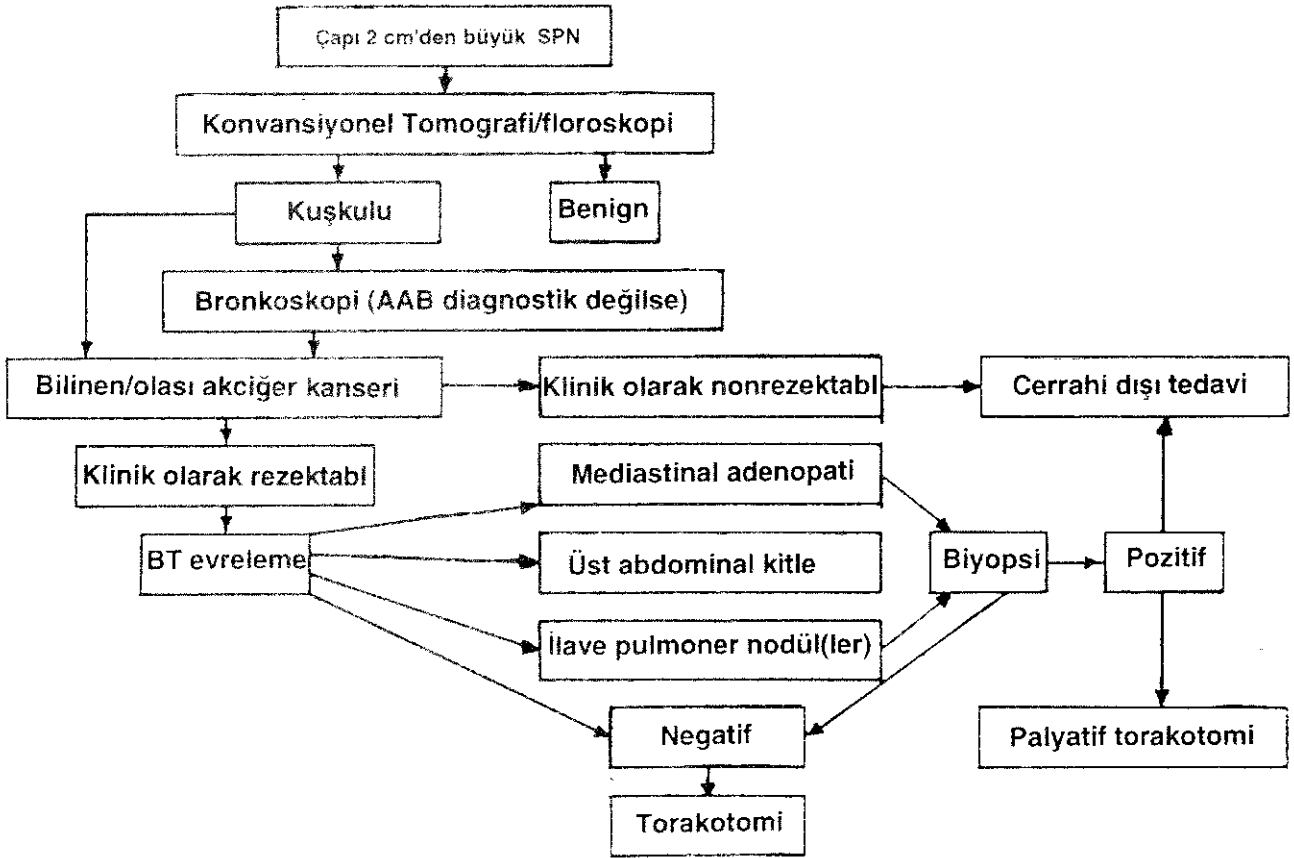 Çapı 2 cm'den büyük SPN
Konvansiyonel Tomografi/floroskopi
Kuşkulu
Benign
Bronkoskopi (AAB diagnostik değilse)
Bilinen/olası akciğer kanseri
Klinik olarak nonrezektabl
Cerrahi dışı tedavi
Klinik olarak rezektabl
Mediastinal adenopati
BT evreleme
Üst abdominal kitle
Biyopsi
Pozitif
İlave pulmoner nodül(ler)
Negatif
Palyatif torakotomi
Torakotomi